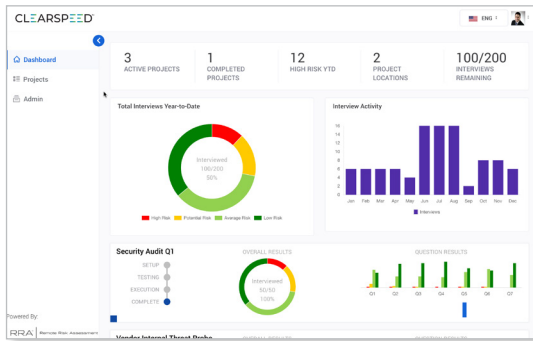 CLEARSPEED
ENG
Dashboard
Projects
Admin
3
ACTIVE PROJECTS
1
COMPLETED
PROJECTS
12
HIGH RISK YTD
2
PROJECT
LOCATIONS
100/200
INTERVIEWS
REMAINING
Total Interviews Year-to-Date
Interviewed
100/200
50%
High Risk Potential Risk Average Risk Low Risk
Interview Activity
16
14
12
10
8
6
4
2
0
Jan Feb Mar Apr May Jun Jul Aug Sep Oct Nov Dec
Interviews
Security Audit Q1
SETUP
TESTING
EXECUTION
COMPLETE
OVERALL RESULTS
Interviewed
50/50
100%
QUESTION RESULTS
Q1 Q2 Q3 Q4 Q5 Q6 Q7
Powered By:
RRA Remote Risk Assessment
Vendor Internal Threat Probe
OVERALL RESULTS
QUESTION RESULTS